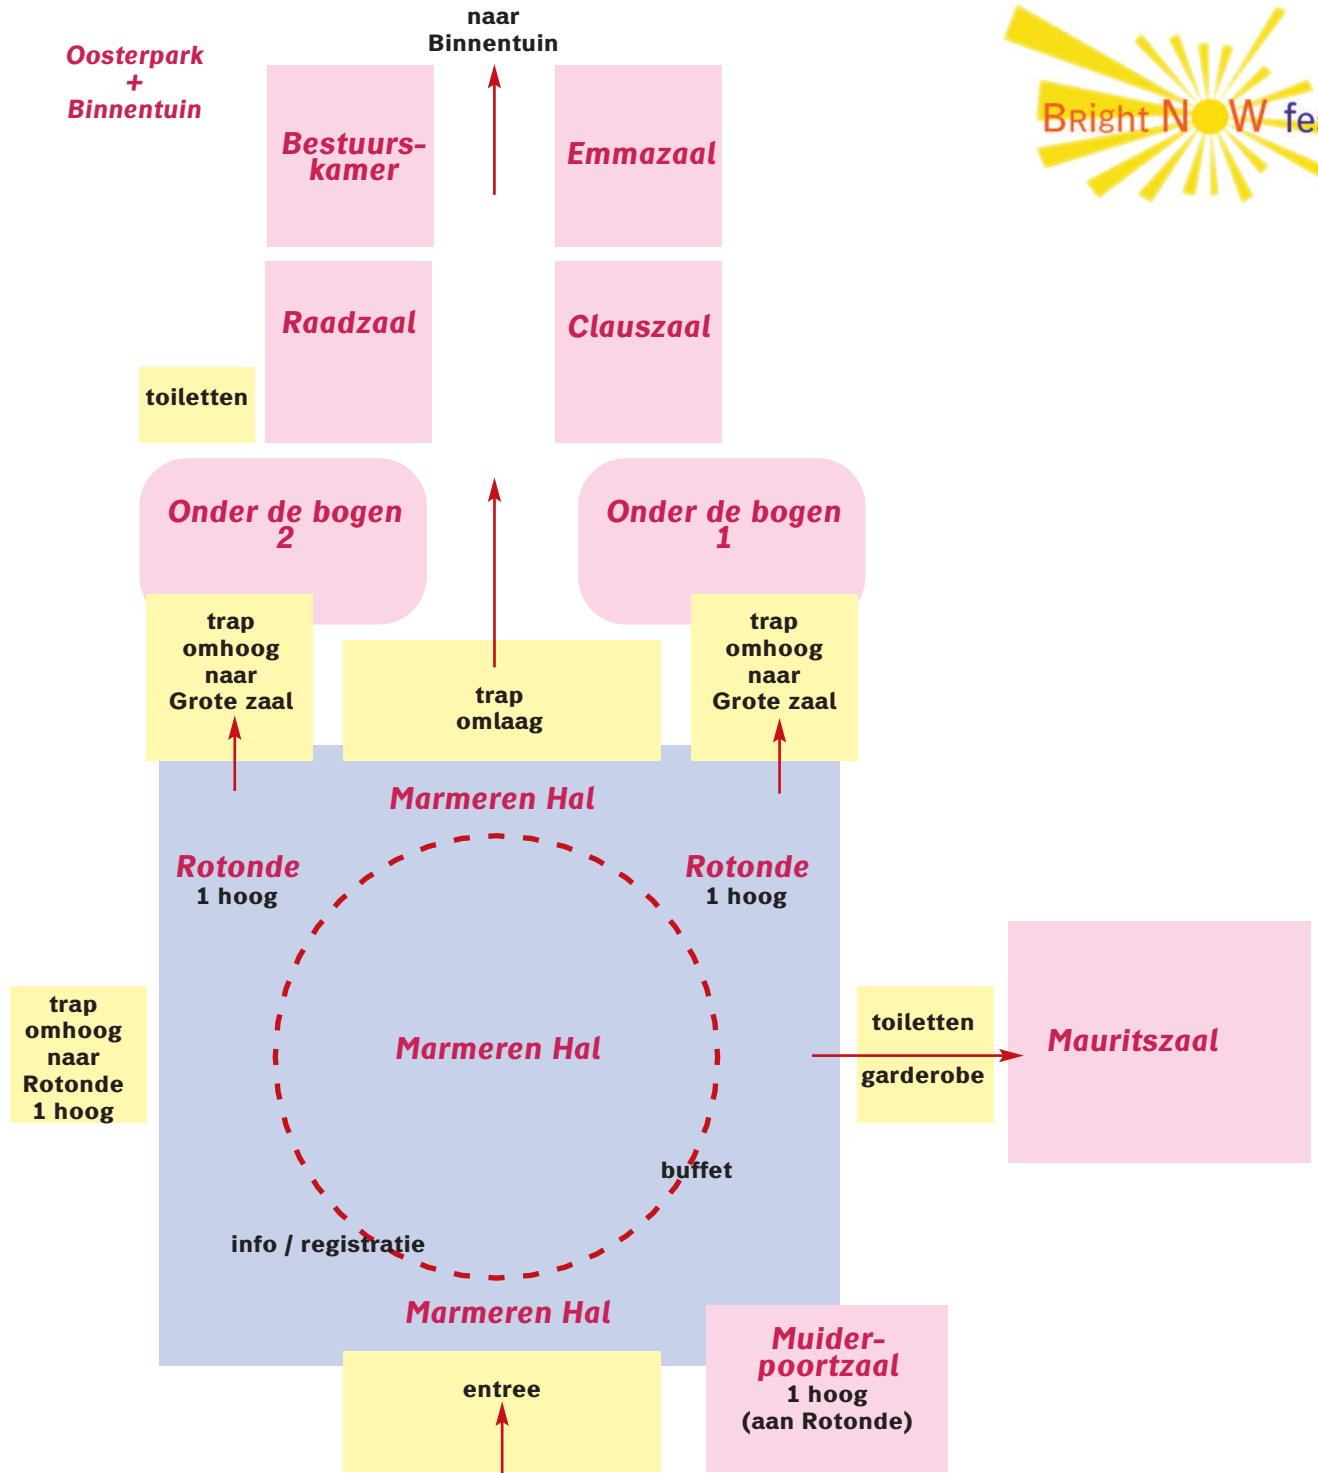 naar
Binnentuin
Oosterpark
+
Binnentuin
BRight NOW fes
Bestuurs-
kamer
Emmazaal
Raadzaal
Clauszaal
toiletten
Onder de bogen
2
Onder de bogen
1
trap
omhoog
naar
Grote zaal
trap
omlaag
trap
omhoog
naar
Grote zaal
Marmeren Hal
Rotonde
1 hoog
Rotonde
1 hoog
trap
omhoog
naar
Rotonde
1 hoog
Marmeren Hal
toiletten
garderobe
Mauritszaal
buffet
info / registratie
Marmeren Hal
Muider-
poortzaal
1 hoog
(aan Rotonde)
entree